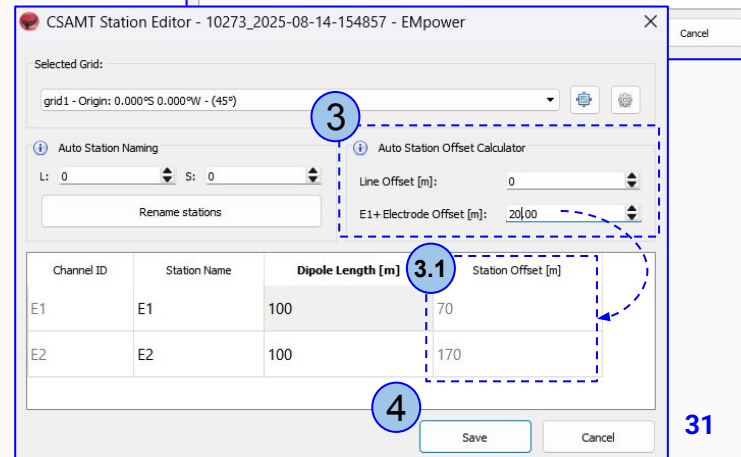 CSAMT Station Editor - 10273_2025-08-14-154857 - EMpower
Cancel
Selected Grid:
grid1 - Origin: 0.000°S 0.000°W - (45°)
3
Auto Station Naming
L: 0 S: 0
Rename stations
Auto Station Offset Calculator
Line Offset [m]: 0
E1+ Electrode Offset [m]: 20.00
3.1
Channel ID Station Name Dipole Length [m] Station Offset [m]
E1 E1 100 70
E2 E2 100 170
4
Save Cancel
31